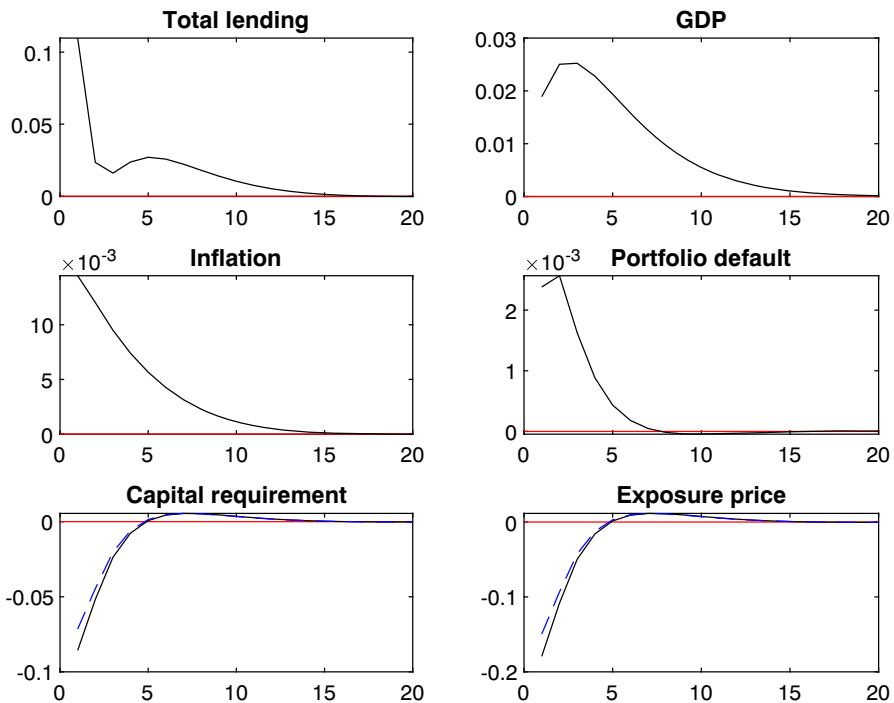 Total lending
0.1
0.05
0
0 5 10 15 20
GDP
0.03
0.02
0.01
0
0 5 10 15 20
Inflation
×10⁻³
10
5
0
0 5 10 15 20
Portfolio default
×10⁻³
2
1
0
0 5 10 15 20
Capital requirement
0
-0.05
-0.1
0 5 10 15 20
Exposure price
0
-0.1
-0.2
0 5 10 15 20